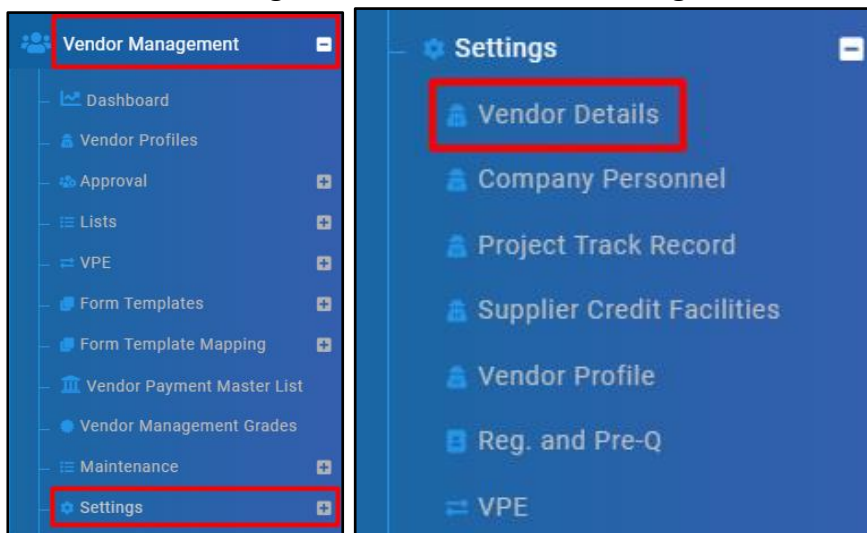 Vendor Management
Dashboard
Vendor Profiles
Approval
Lists
VPE
Form Templates
Form Template Mapping
Vendor Payment Master List
Vendor Management Grades
Maintenance
Settings
Settings
Vendor Details
Company Personnel
Project Track Record
Supplier Credit Facilities
Vendor Profile
Reg. and Pre-Q
VPE